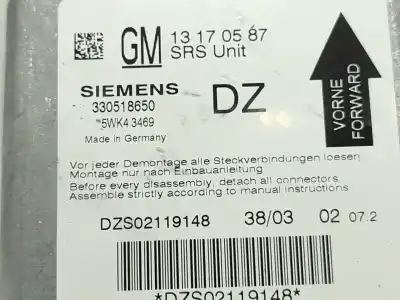 GM 13 17 05 87
SRS Unit
SIEMENS
330518650
DZ
5WK4 3469
Made in Germany
VORNE
FORWARD
Vor jeder Demontage alle Steckverbindungen loesen
Montage nur nach Einbauanleitung
Before every disassembly, detach all connectors
Assemble strictly according to manual instructions
DZS02119148 38/03 02 07.2
*DZS02119148*